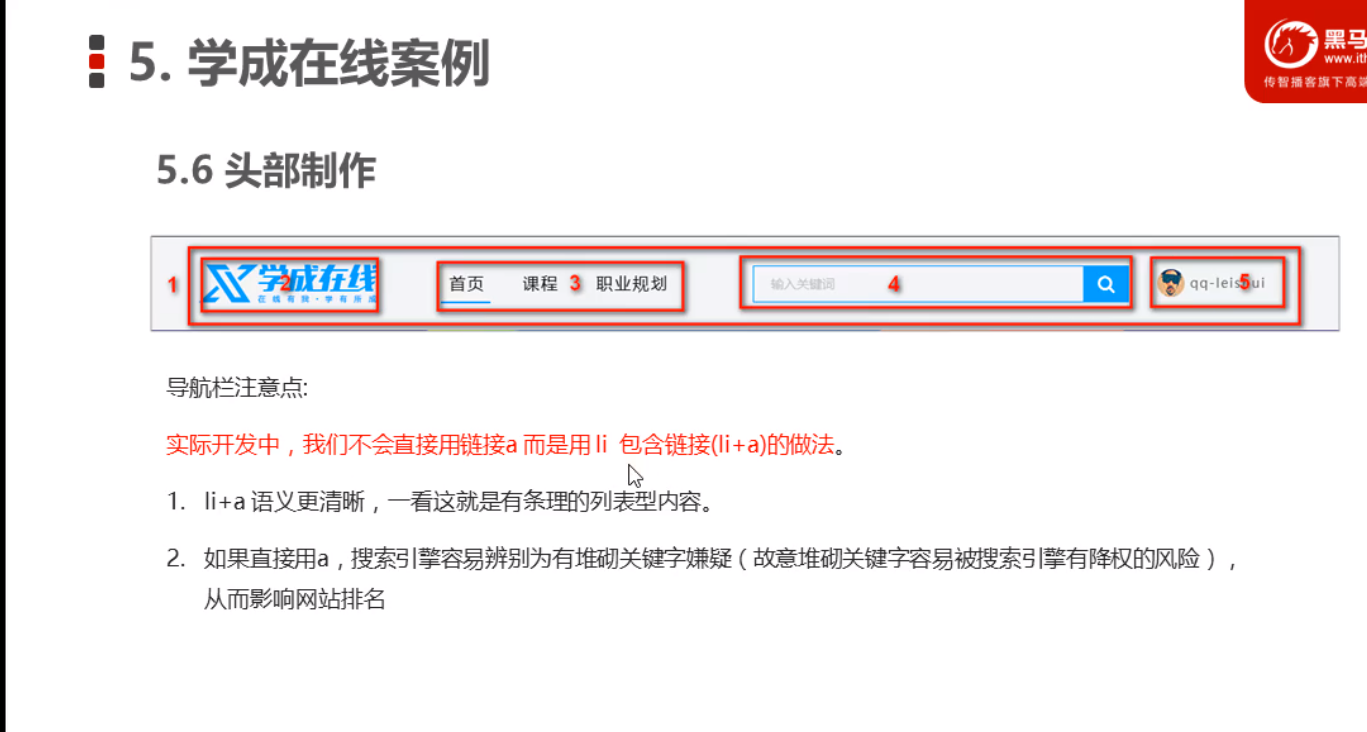 5. 学成在线案例
黑马
www.ith
传智播客旗下高端
5.6 头部制作
1
学成在线
在线有我·学有所成
2
首页 课程 3 职业规划
输入关键词 4
qq-leishui
5
导航栏注意点:
实际开发中，我们不会直接用链接a 而是用 li 包含链接(li+a)的做法。
1. li+a 语义更清晰，一看这就是有条理的列表型内容。
2. 如果直接用a，搜索引擎容易辨别为有堆砌关键字嫌疑（故意堆砌关键字容易被搜索引擎有降权的风险），
从而影响网站排名